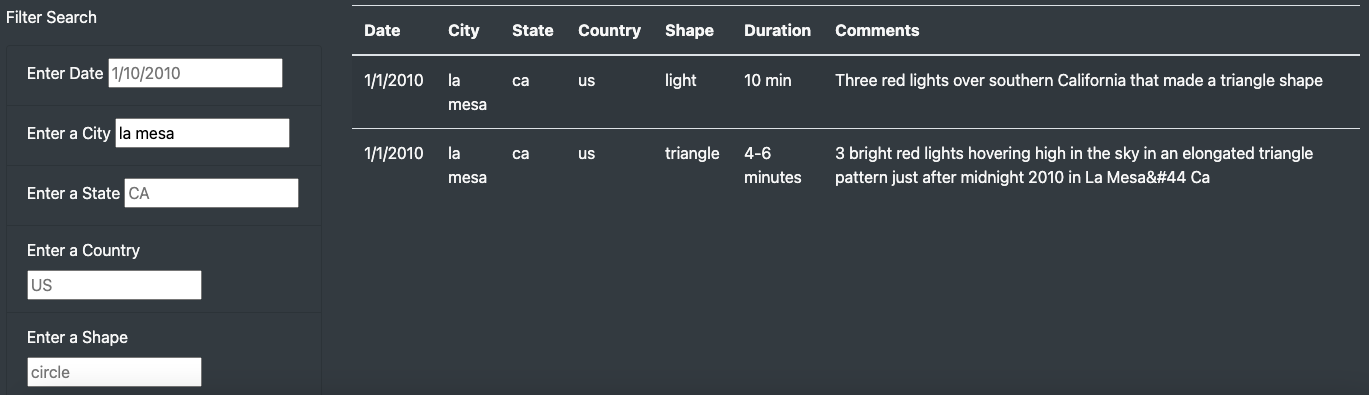 Filter Search
Enter Date 1/10/2010
Enter a City la mesa
Enter a State CA
Enter a Country
US
Enter a Shape
circle
Date City State Country Shape Duration Comments
1/1/2010 la ca us light 10 min Three red lights over southern California that made a triangle shape
mesa
1/1/2010 la ca us triangle 4-6 3 bright red lights hovering high in the sky in an elongated triangle
mesa minutes pattern just after midnight 2010 in La Mesa&#44 Ca